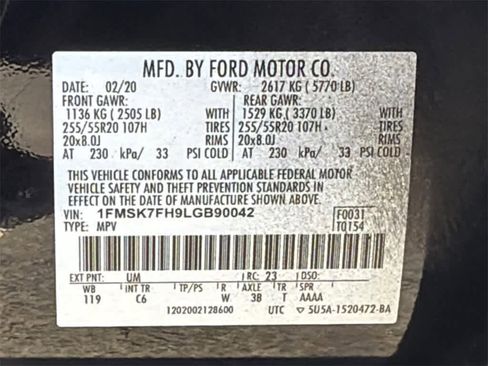 MFD. BY FORD MOTOR CO.
DATE: 02/20 GVWR: 2617 KG ( 5770 LB)
FRONT GAWR: REAR GAWR:
1136 KG ( 2505 LB) WITH 1529 KG ( 3370 LB) WITH
255/55R20 107H TIRES 255/55R20 107H TIRES
20x8.0J RIMS 20x8.0J RIMS
AT 230 kPa/ 33 PSI COLD AT 230 kPa/ 33 PSI COLD
THIS VEHICLE CONFORMS TO ALL APPLICABLE FEDERAL MOTOR
VEHICLE SAFETY AND THEFT PREVENTION STANDARDS IN
EFFECT ON THE DATE OF MANUFACTURE SHOWN ABOVE.
VIN: 1FMSK7FH9LGB90042 F0031
TYPE: MPV T0154
EXT PNT: UM RC: 23 DSO:
WB INT TR TP/PS R AXLE TR SPR
119 C6 W 38 T AAAA
1202002128600 UTC 5U5A-1520472-BA